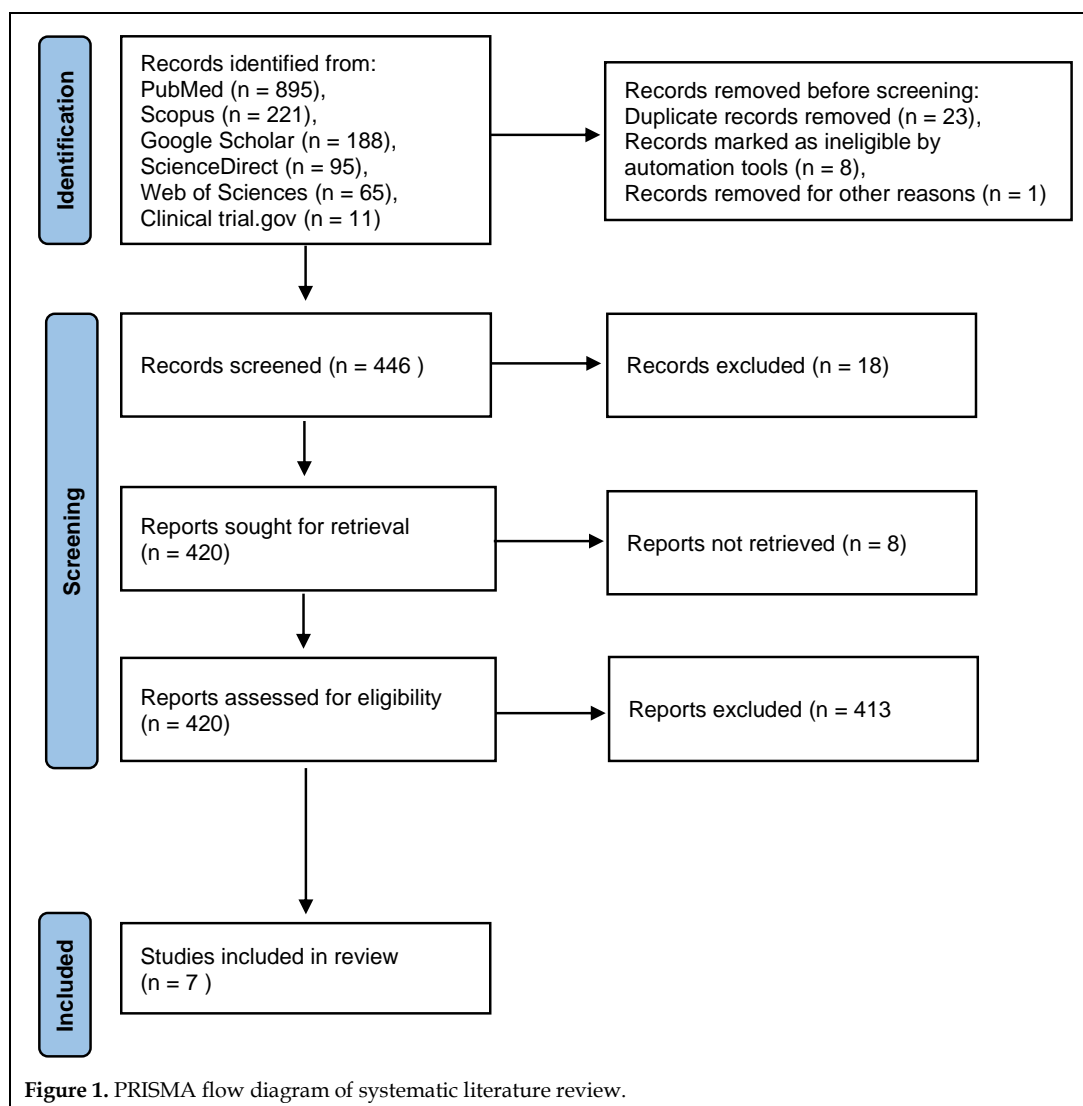 Identification
Records identified from:
PubMed (n = 895),
Scopus (n = 221),
Google Scholar (n = 188),
ScienceDirect (n = 95),
Web of Sciences (n = 65),
Clinical trial.gov (n = 11)
Records removed before screening:
Duplicate records removed (n = 23),
Records marked as ineligible by
automation tools (n = 8),
Records removed for other reasons (n = 1)
Screening
Records screened (n = 446 )
Records excluded (n = 18)
Reports sought for retrieval
(n = 420)
Reports not retrieved (n = 8)
Reports assessed for eligibility
(n = 420)
Reports excluded (n = 413
Included
Studies included in review
(n = 7 )
Figure 1. PRISMA flow diagram of systematic literature review.